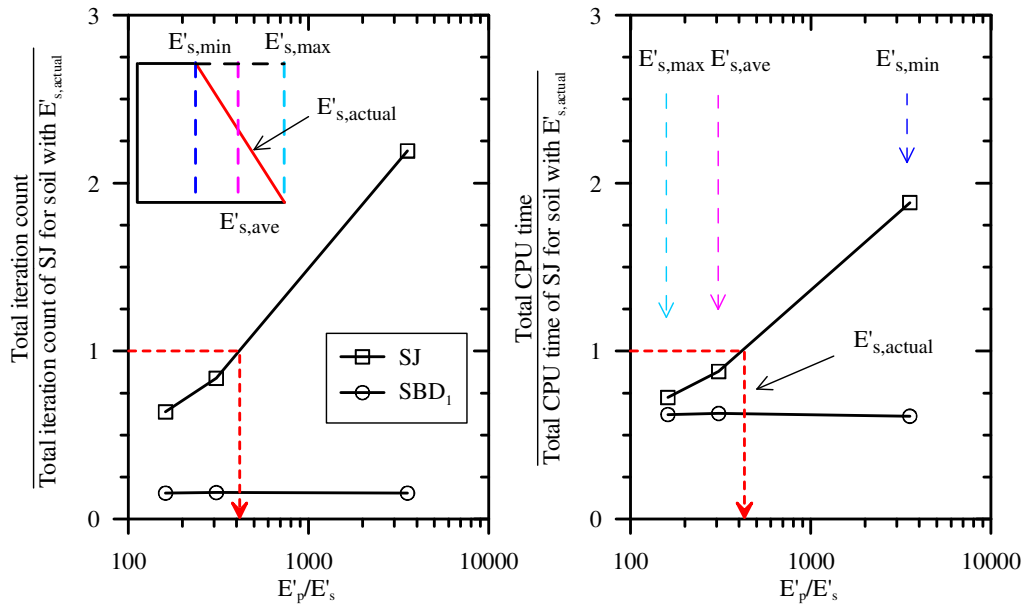 Total iteration count
Total iteration count of SJ for soil with E's,actual
3
2
1
0
100
1000
10000
E'p/E's
E's,min
E's,max
E's,actual
E's,ave
SJ
SBD1
Total CPU time
Total CPU time of SJ for soil with E's,actual
3
2
1
0
100
1000
10000
E'p/E's
E's,max
E's,ave
E's,min
E's,actual